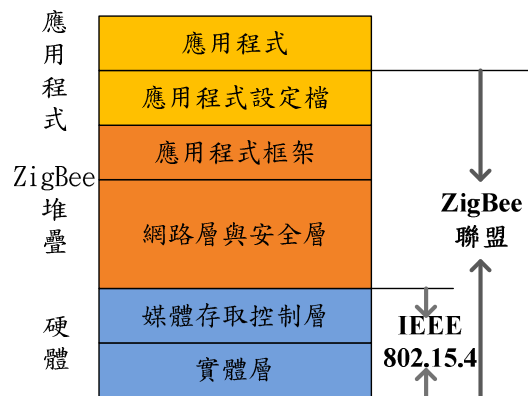 應用程式
應用程式
應用程式設定檔
ZigBee
堆疊
應用程式框架
網路層與安全層
ZigBee
聯盟
硬體
媒體存取控制層
實體層
IEEE
802.15.4